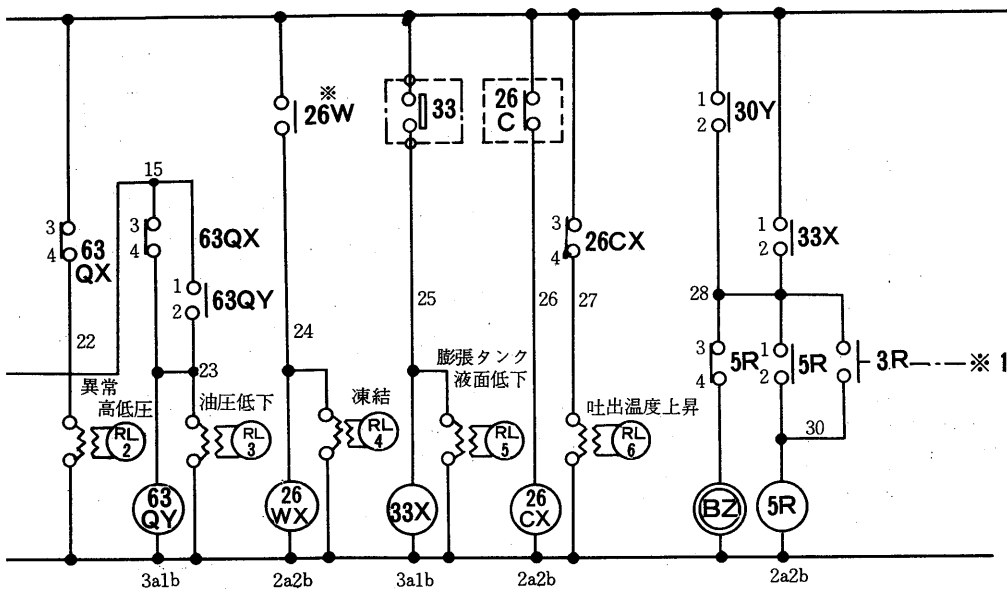 ※
26W
33
26
C
1
2
30Y
15
3
4
63
QX
3
4
63QX
1
2
63QY
3
4
26CX
1
2
33X
22
24
25
26
27
28
23
3
4
5R
1
2
5R
3R
※1
30
異常
高低圧
油圧低下
凍結
膨張タンク
液面低下
吐出温度上昇
RL
2
RL
3
RL
4
RL
5
RL
6
63
QY
26
WX
33X
26
CX
BZ
5R
3a1b
2a2b
3a1b
2a2b
2a2b